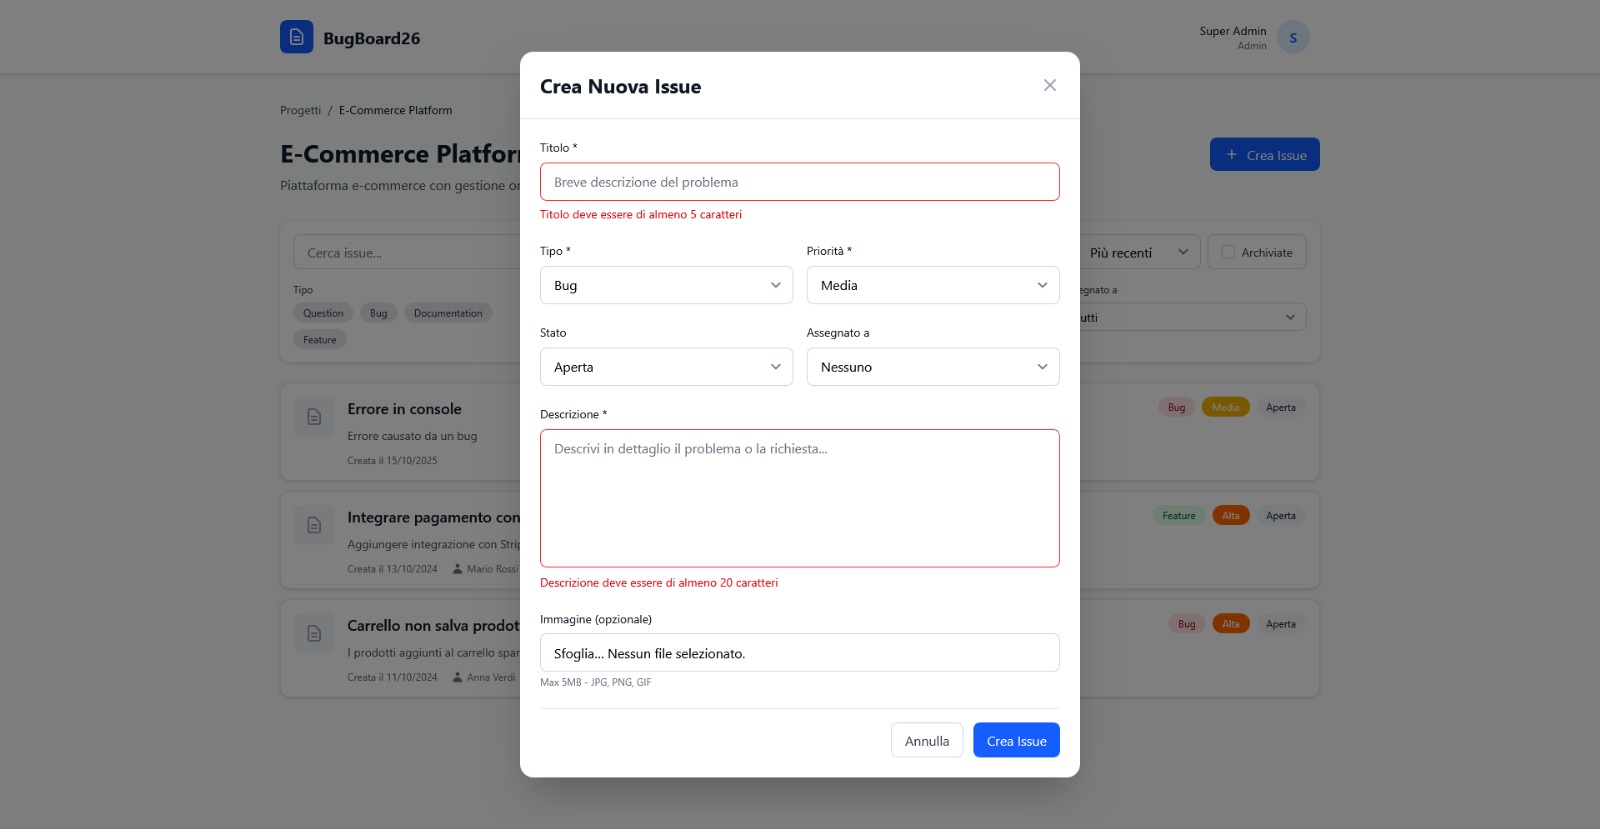 BugBoard26
Super Admin
Admin
S
Progetti / E-Commerce Platform
E-Commerce
Piattaforma e-commerce con gestione
+ Crea Issue
Cerca issue...
Più recenti
Archiviate
Tipo
Question
Bug
Documentation
Feature
Errore in console
Errore causato da un bug
Creata il 15/10/2025
Bug
Media
Aperta
Integrare pagamento con
Aggiungere integrazione con
Creata il 13/10/2024
Mario Rossi
Feature
Alta
Aperta
Carrello non salva
I prodotti aggiunti al carrello
Creata il 11/10/2024
Anna Verdi
Bug
Alta
Aperta
Crea Nuova Issue
Titolo *
Breve descrizione del problema
Titolo deve essere di almeno 5 caratteri
Tipo *
Priorità *
Bug
Media
Stato
Assegnato a
Aperta
Nessuno
Descrizione *
Descrivi in dettaglio il problema o la richiesta...
Descrizione deve essere di almeno 20 caratteri
Immagine (opzionale)
Sfoglia... Nessun file selezionato.
Max 5MB - JPG, PNG, GIF
Annulla
Crea Issue